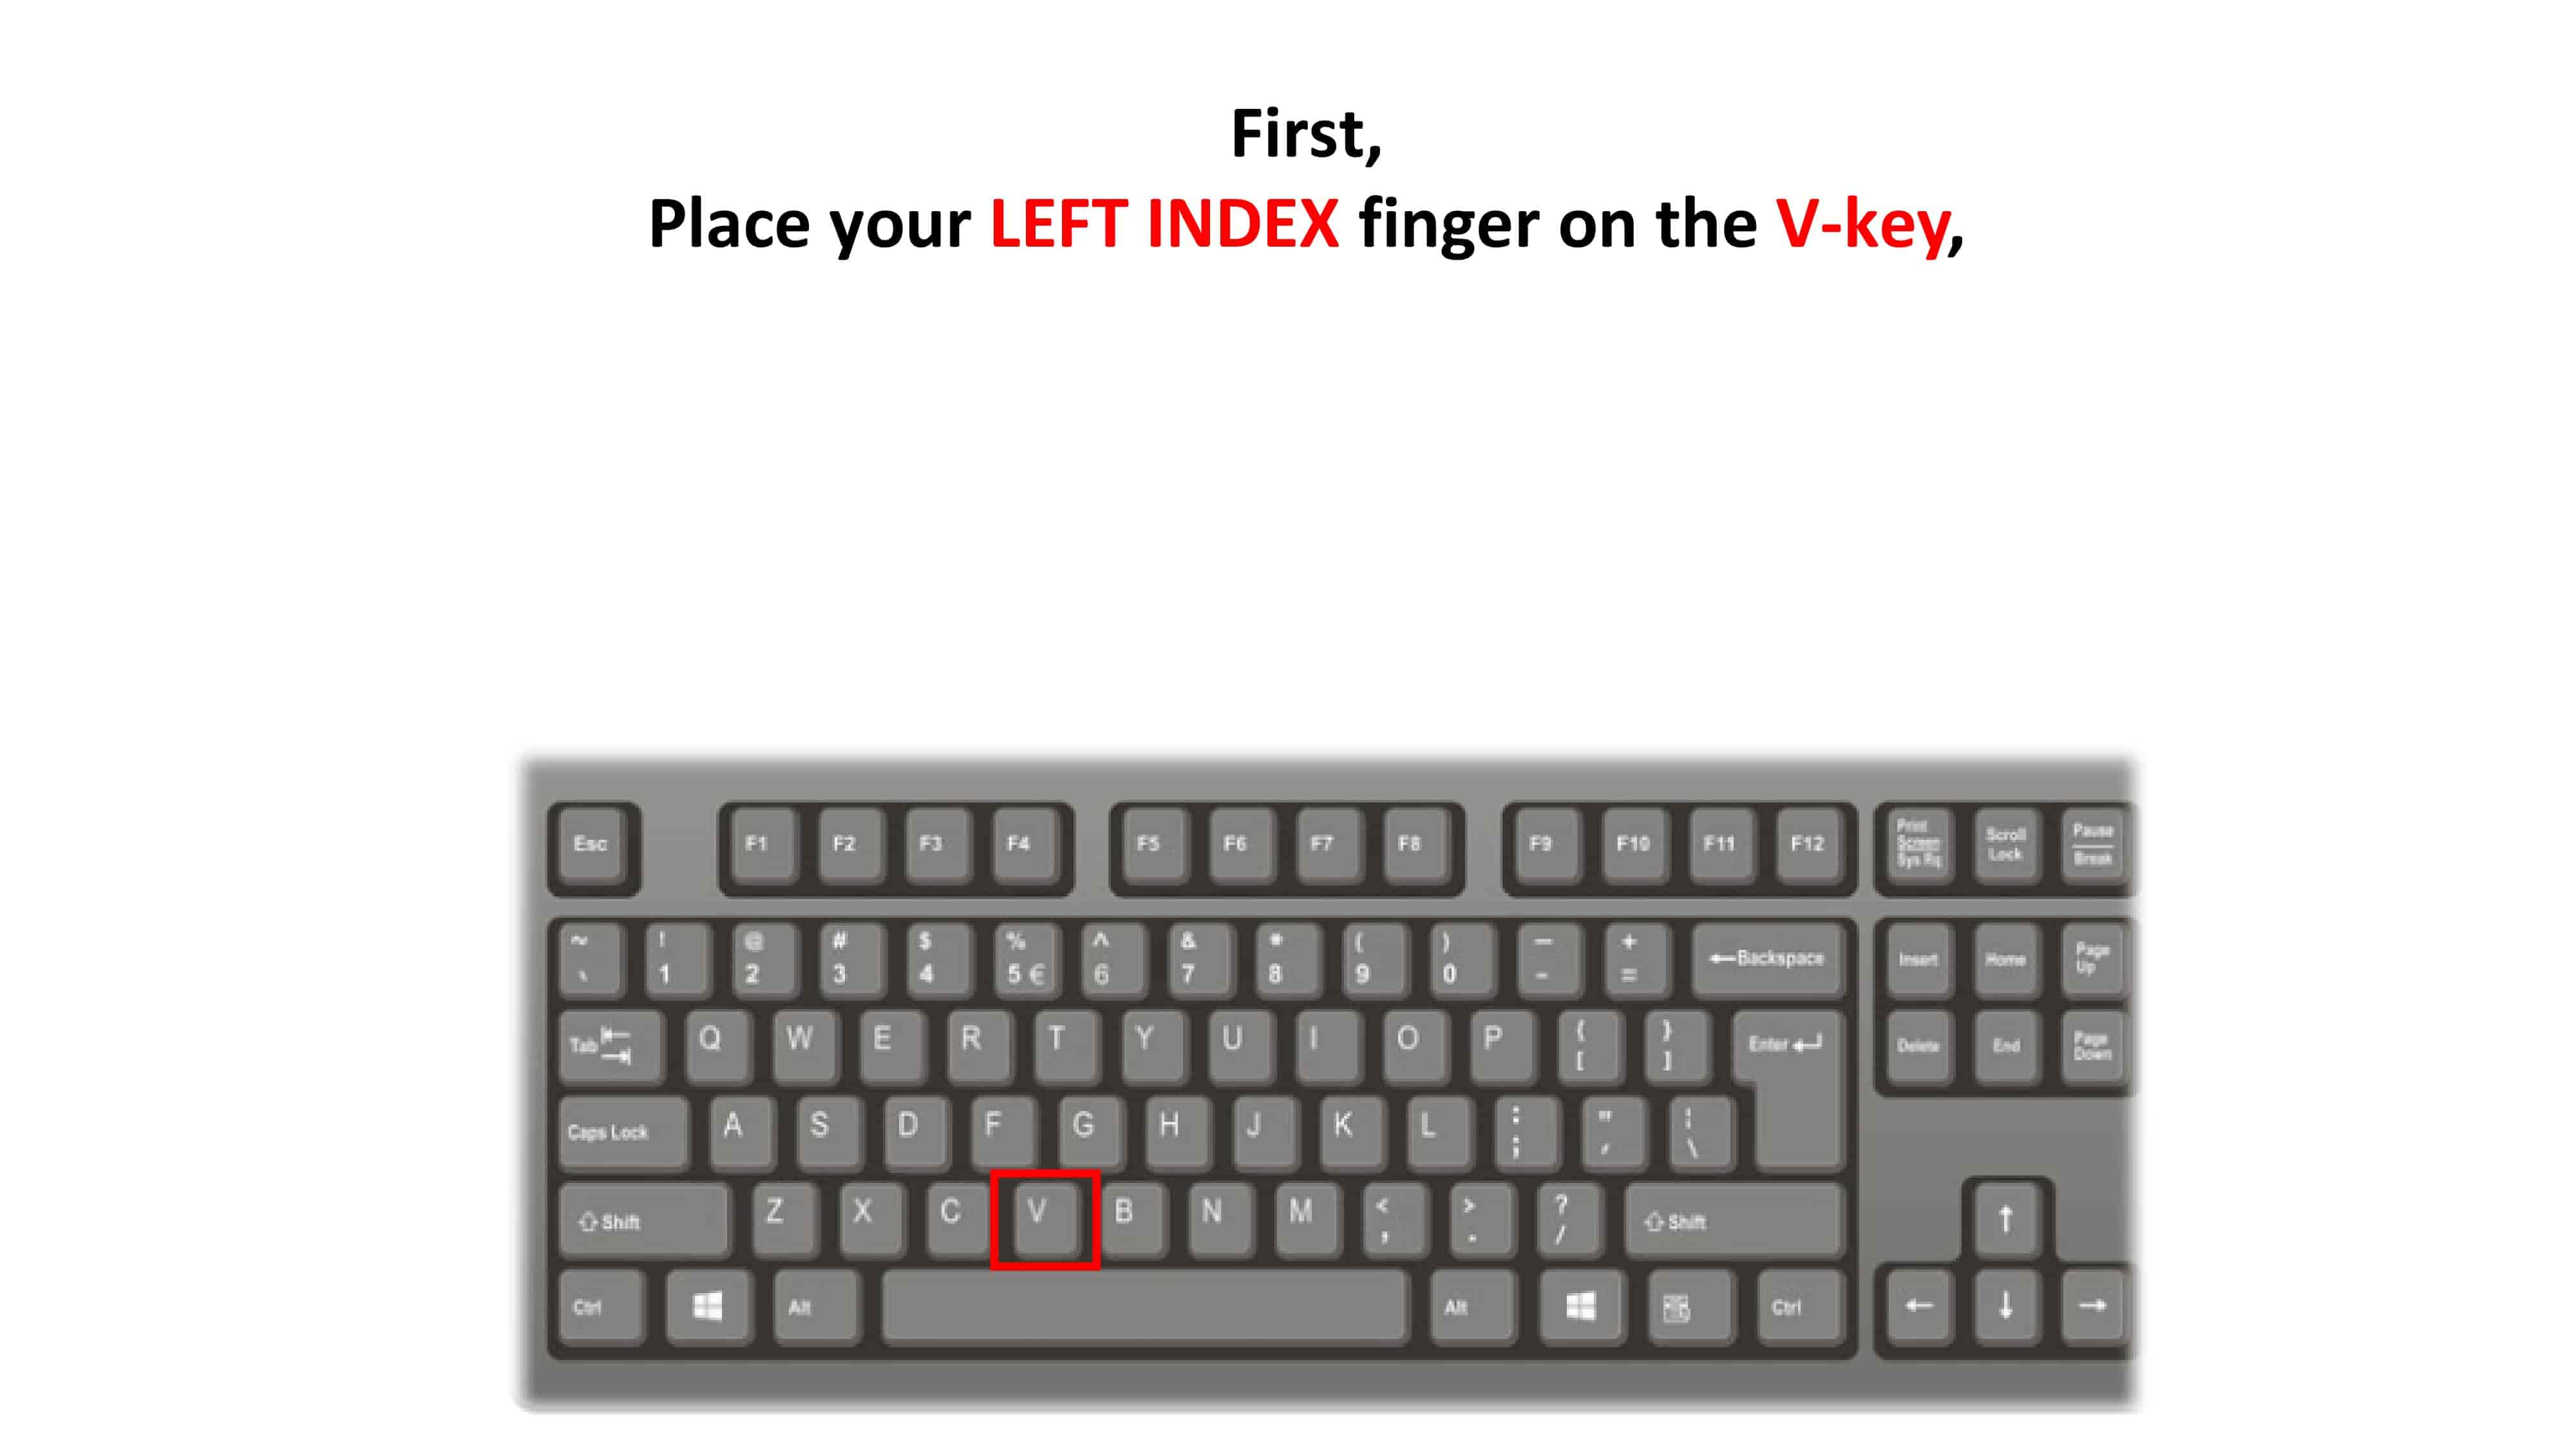 First,
Place your LEFT INDEX finger on the V-key,
Esc F1 F2 F3 F4 F5 F6 F7 F8 F9 F10 F11 F12 Print Screen Sys Rq Scroll Lock Pause Break
~ ! @ # $ % ^ & * ( ) — + ←Backspace Insert Home Page Up
\ 1 2 3 4 5 € 6 7 8 9 0 - =
Tab Q W E R T Y U I O P { [ } ] Enter Delete End Page Down
Caps Lock A S D F G H J K L : ; " ' ¦ \
⇧ Shift Z X C V B N M < , > . ? / ⇧ Shift ↑
Ctrl Alt Alt Ctrl ← ↓ →